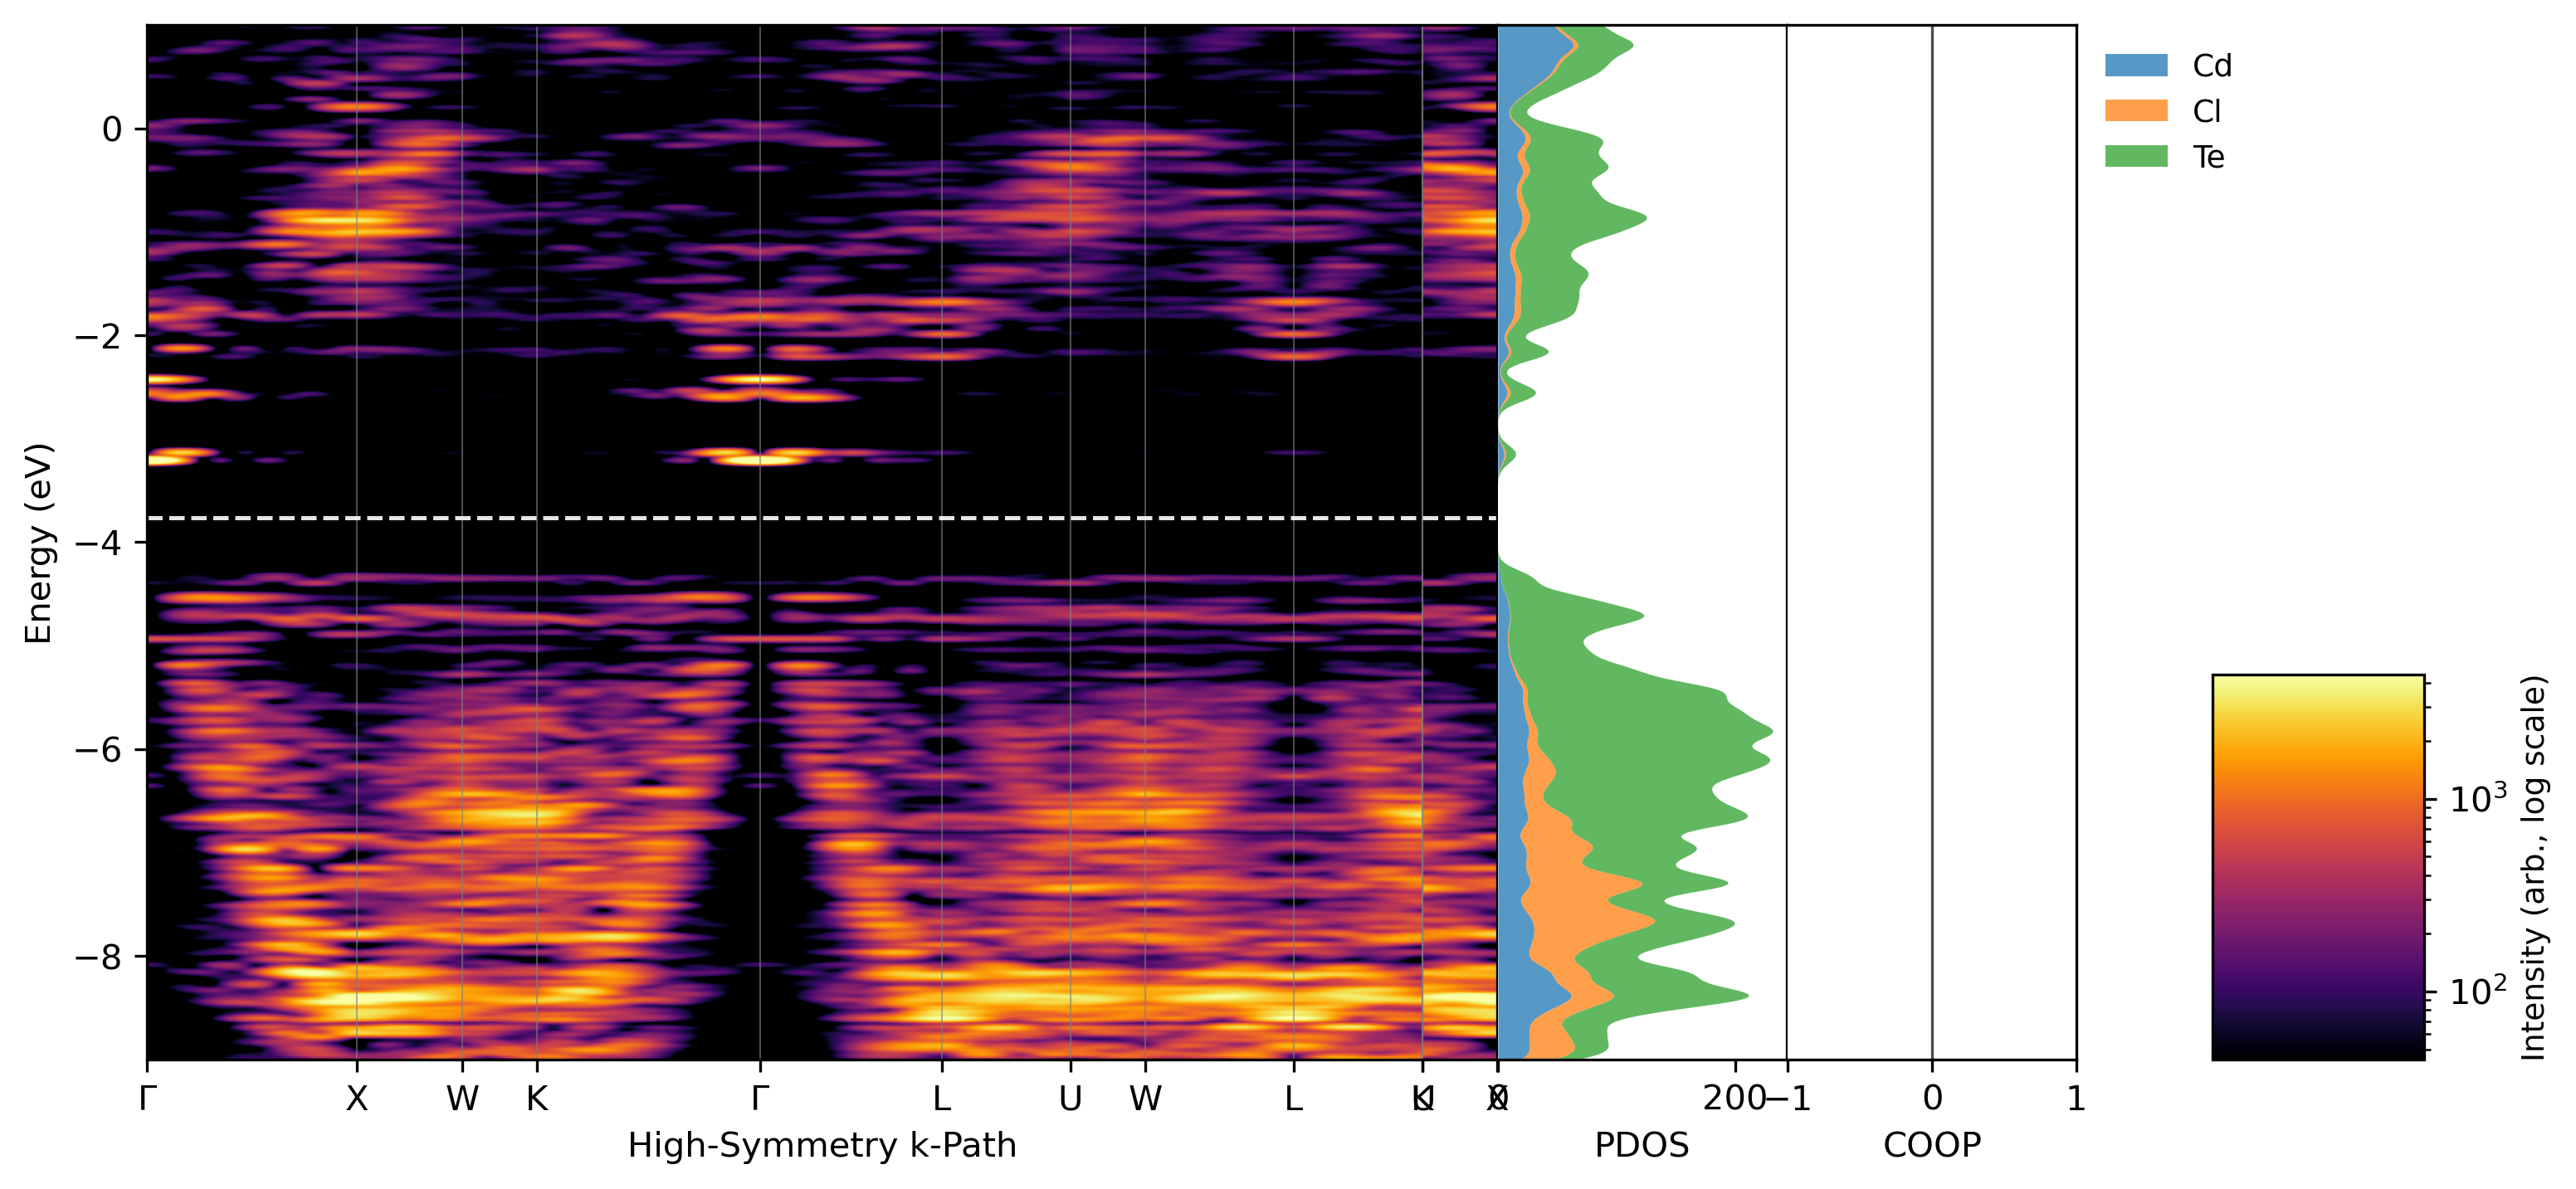 Energy (eV)
0
−2
−4
−6
−8
Γ
X
W
K
Γ
L
U
W
L
K
U
X
High-Symmetry k-Path
0
200
PDOS
−1
0
1
COOP
Cd
Cl
Te
10³
10²
Intensity (arb., log scale)